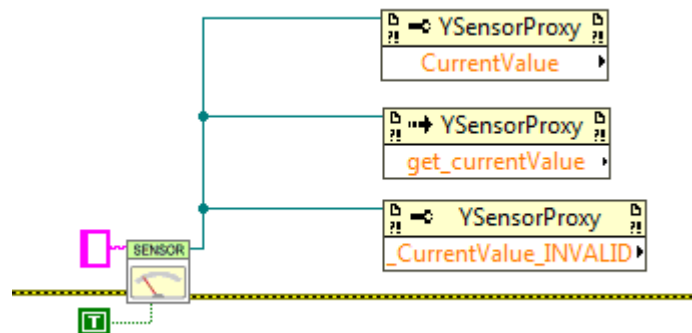 YSensorProxy
CurrentValue
YSensorProxy
get_currentValue
YSensorProxy
_CurrentValue_INVALID
SENSOR
T